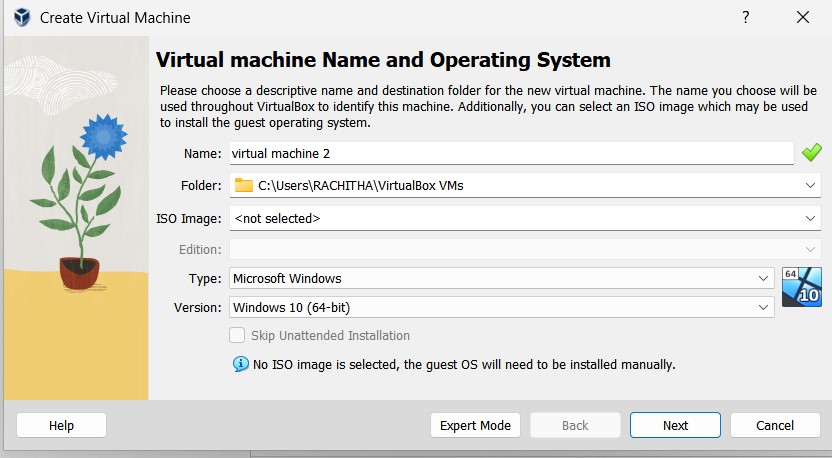 Create Virtual Machine ?
Virtual machine Name and Operating System
Please choose a descriptive name and destination folder for the new virtual machine. The name you choose will be
used throughout VirtualBox to identify this machine. Additionally, you can select an ISO image which may be used
to install the guest operating system.
Name: virtual machine 2
Folder: C:\Users\RACHITHA\VirtualBox VMs
ISO Image: <not selected>
Edition:
Type: Microsoft Windows 64
Version: Windows 10 (64-bit) 10
Skip Unattended Installation
No ISO image is selected, the guest OS will need to be installed manually.
Help Expert Mode Back Next Cancel